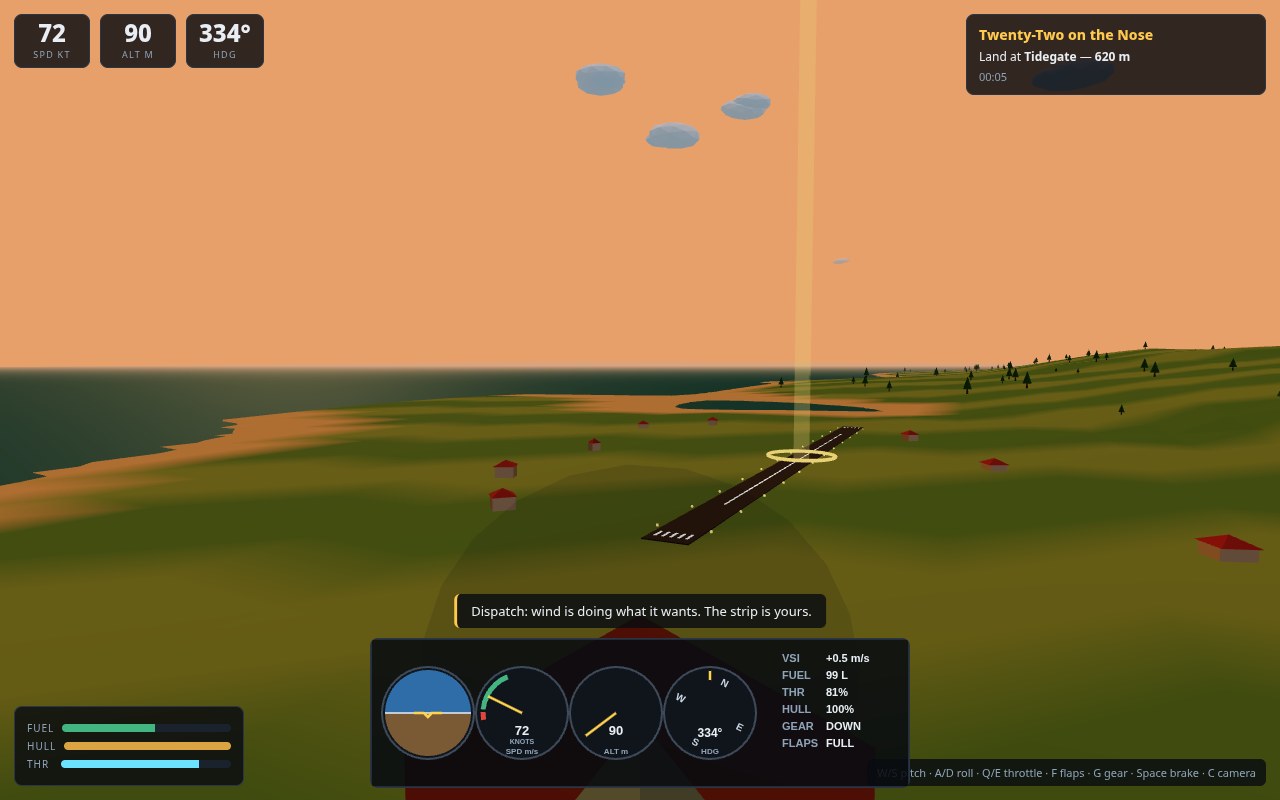 72
SPD KT
90
ALT M
334°
HDG
Twenty-Two on the Nose
Land at Tidegate — 620 m
00:05
Dispatch: wind is doing what it wants. The strip is yours.
72
KNOTS
SPD m/s
90
ALT m
N
W
E
S
334°
HDG
VSI +0.5 m/s
FUEL 99 L
THR 81%
HULL 100%
GEAR DOWN
FLAPS FULL
FUEL
HULL
THR
W/S pitch · A/D roll · Q/E throttle · F flaps · G gear · Space brake · C camera